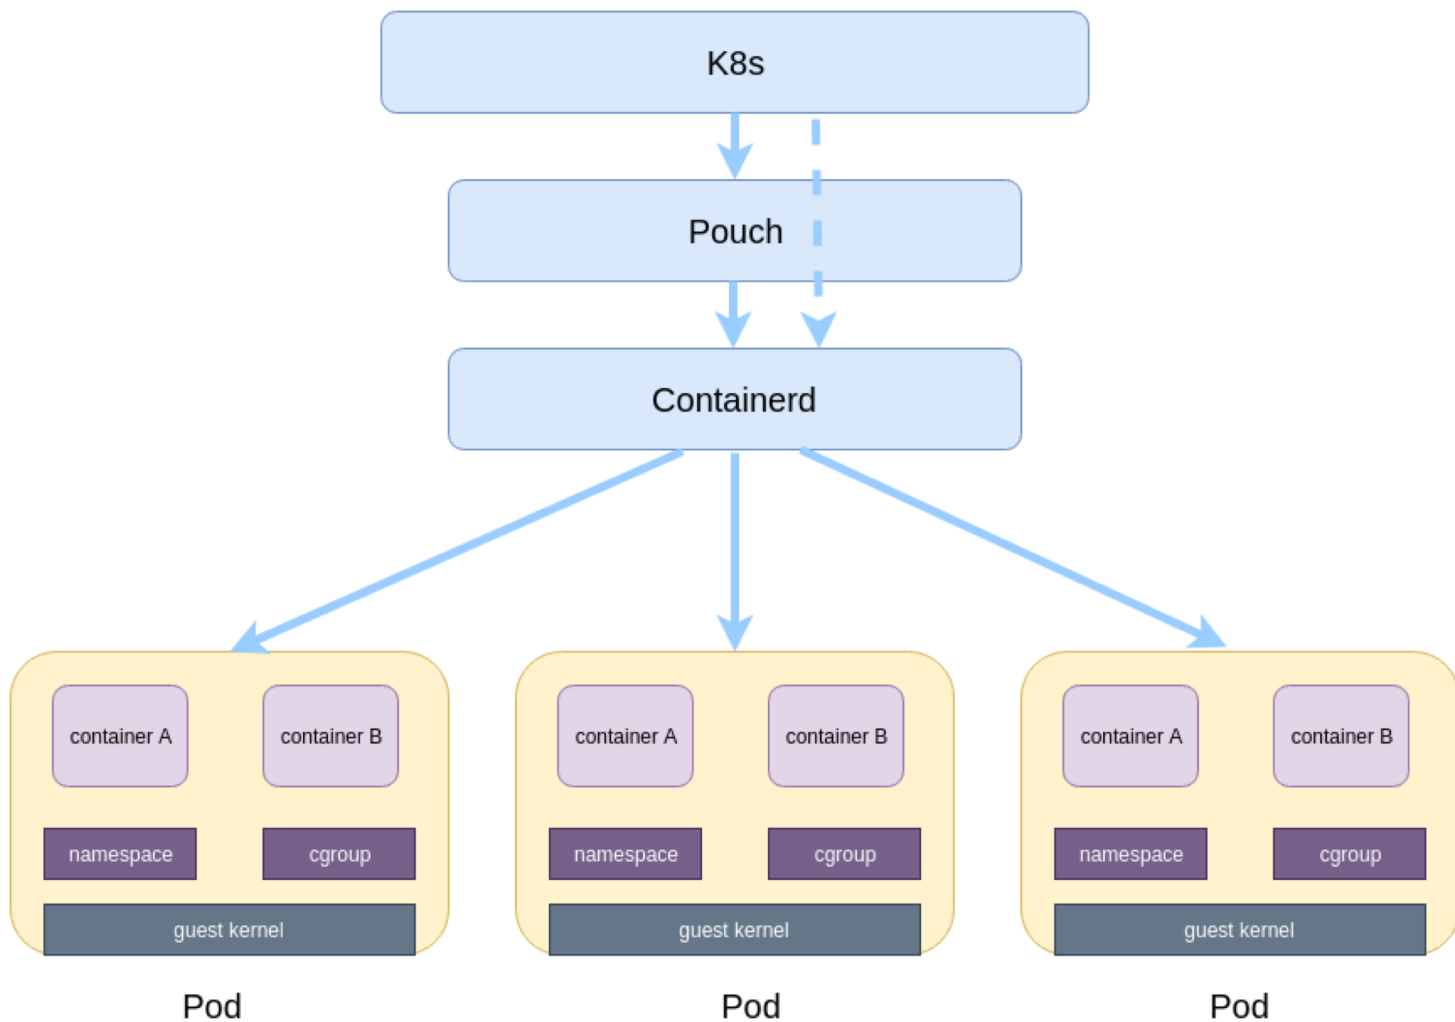 K8s
Pouch
Containerd
container A
container B
container A
container B
container A
container B
namespace
cgroup
namespace
cgroup
namespace
cgroup
guest kernel
guest kernel
guest kernel
Pod
Pod
Pod